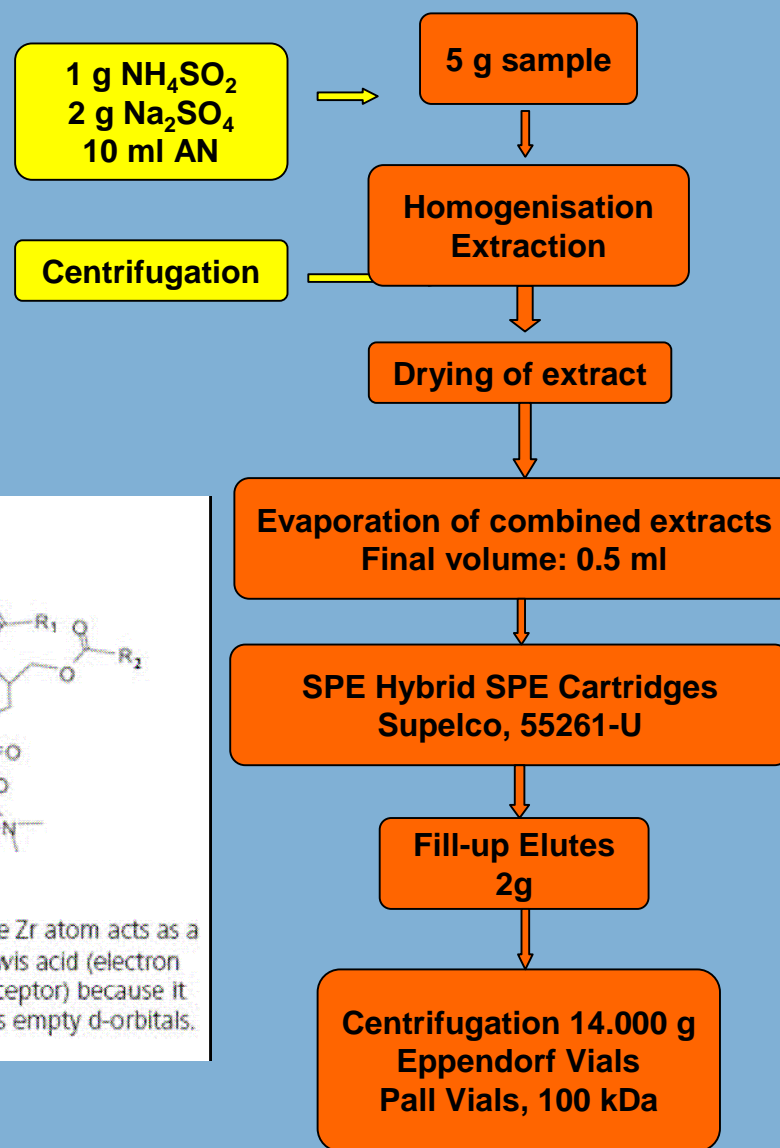 1 g NH₄SO₂
2 g Na₂SO₄
10 ml AN
5 g sample
Homogenisation
Extraction
Centrifugation
Drying of extract
Evaporation of combined extracts
Final volume: 0.5 ml
SPE Hybrid SPE Cartridges
Supelco, 55261-U
Fill-up Elutes
2g
Centrifugation 14.000 g
Eppendorf Vials
Pall Vials, 100 kDa
R₁
O
O
R₂
O
N
Zr atom acts as a
acid (electron
because it
empty d-orbitals.